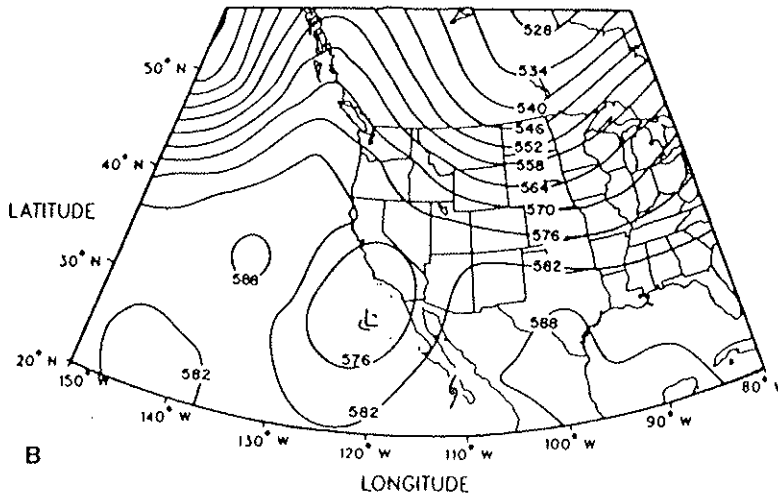 528
50° N
534
540
546
552
40° N
558
564
570
LATITUDE
576
30° N
588
582
L
588
20° N
576
150° W
582
582
80° W
140° W
90° W
130° W
120° W
110° W
100° W
B
LONGITUDE